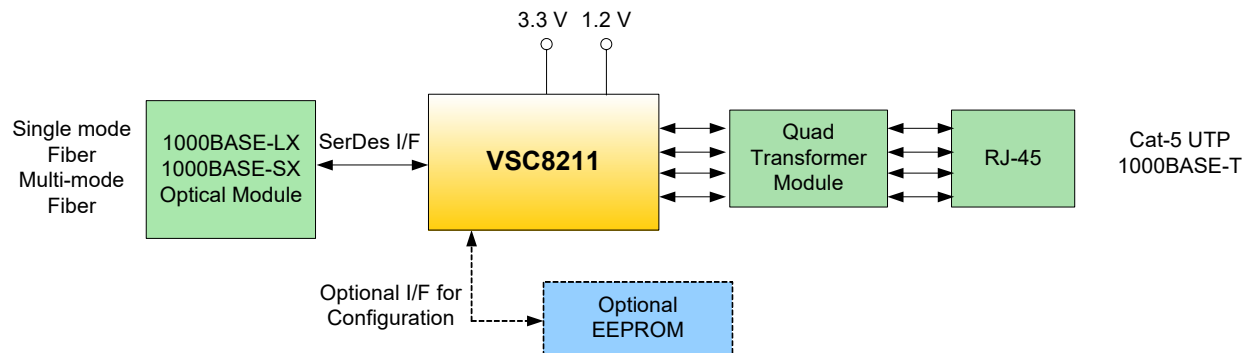 3.3 V
1.2 V
Single mode
Fiber
Multi-mode
Fiber
1000BASE-LX
1000BASE-SX
Optical Module
SerDes I/F
VSC8211
Quad
Transformer
Module
RJ-45
Cat-5 UTP
1000BASE-T
Optional I/F for
Configuration
Optional
EEPROM